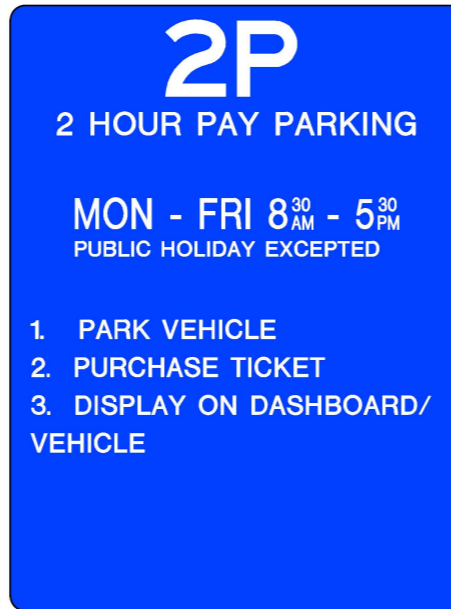 2P
2 HOUR PAY PARKING
MON - FRI 8 30 AM - 5 30 PM
PUBLIC HOLIDAY EXCEPTED
1. PARK VEHICLE
2. PURCHASE TICKET
3. DISPLAY ON DASHBOARD/
VEHICLE